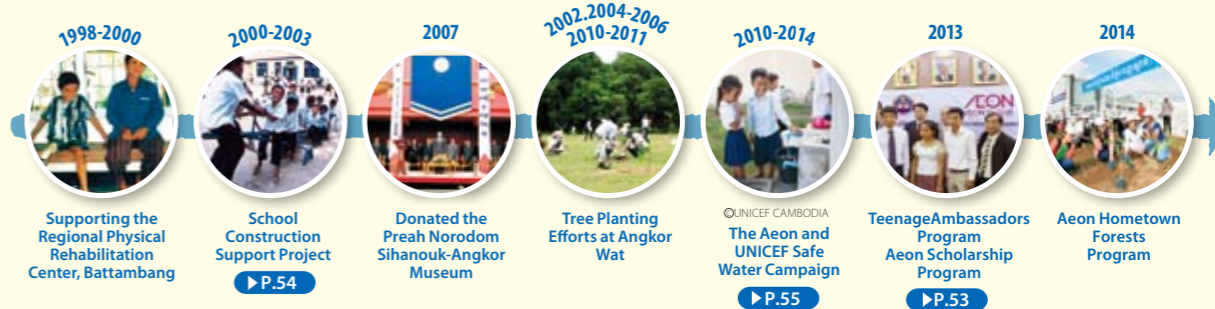 1998-2000
Supporting the
Regional Physical
Rehabilitation
Center, Battambang
2000-2003
School
Construction
Support Project
▶P.54
2007
Donated the
Preah Norodom
Sihanouk-Angkor
Museum
2002.2004-2006
2010-2011
Tree Planting
Efforts at Angkor
Wat
2010-2014
©UNICEF CAMBODIA
The Aeon and
UNICEF Safe
Water Campaign
▶P.55
2013
ÆON
TeenageAmbassadors
Program
Aeon Scholarship
Program
▶P.53
2014
Aeon Hometown
Forests
Program